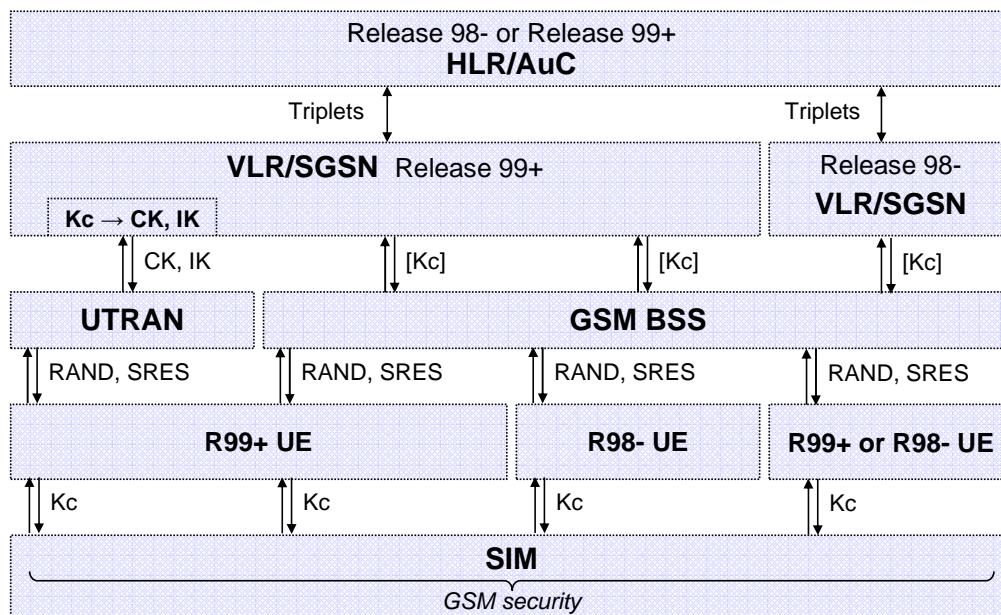 Release 98- or Release 99+
HLR/AuC
Triplets
Triplets
VLR/SGSN Release 99+
Release 98-
VLR/SGSN
Kc → CK, IK
CK, IK
[Kc]
[Kc]
[Kc]
UTRAN
GSM BSS
RAND, SRES
RAND, SRES
RAND, SRES
RAND, SRES
R99+ UE
R98- UE
R99+ or R98- UE
Kc
Kc
Kc
Kc
SIM
GSM security